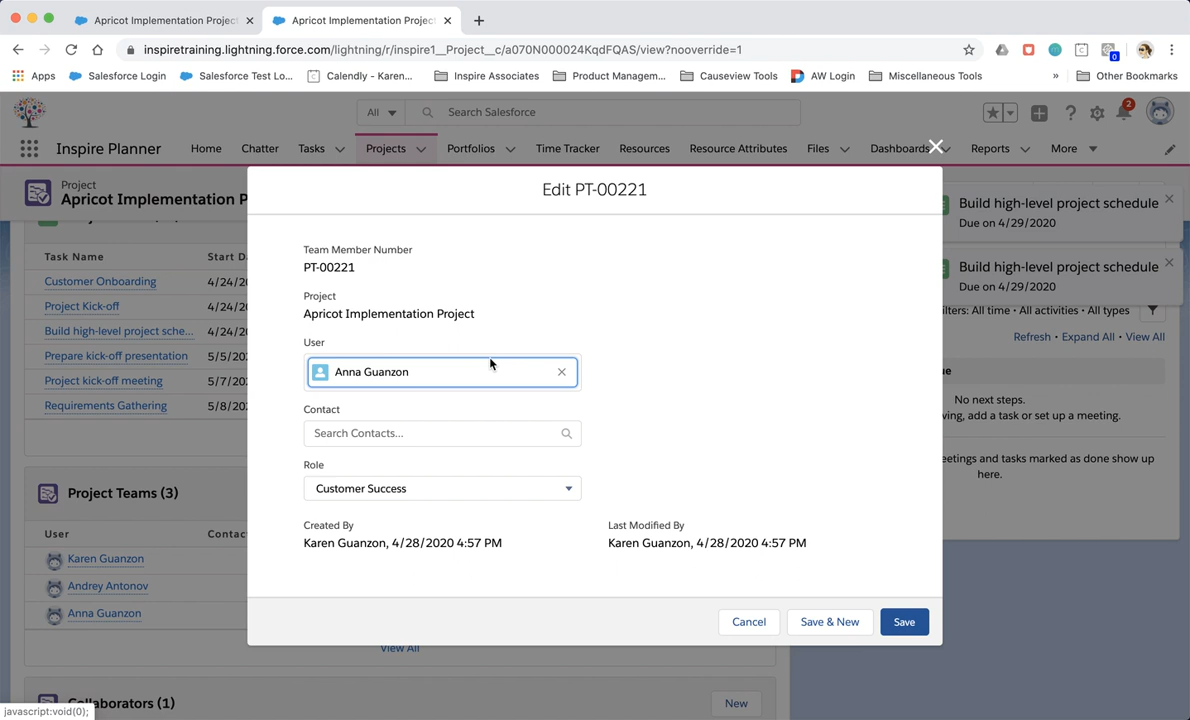 Apricot Implementation Projec
Apricot Implementation Projec
inspiretraining.lightning.force.com/lightning/r/inspire1__Project__c/a070N000024KqdFQAS/view?nooverride=1
Apps
Salesforce Login
Salesforce Test Lo...
Calendly - Karen...
Inspire Associates
Product Managem...
Causeview Tools
AW Login
Miscellaneous Tools
»
Other Bookmarks
0
All
Search Salesforce
2
Inspire Planner
Home
Chatter
Tasks
Projects
Portfolios
Time Tracker
Resources
Resource Attributes
Files
Dashboards
Reports
More
Project
Apricot Implementation P
Edit PT-00221
Build high-level project schedule
Due on 4/29/2020
Build high-level project schedule
Due on 4/29/2020
Task Name
Start Da
Customer Onboarding
4/24/20
Project Kick-off
4/24/20
Build high-level project sche...
4/24/20
Prepare kick-off presentation
5/5/202
Project kick-off meeting
5/7/202
Requirements Gathering
5/8/202
Team Member Number
PT-00221
Project
Apricot Implementation Project
User
Anna Guanzon
Contact
Search Contacts...
Role
Customer Success
Created By
Karen Guanzon, 4/28/2020 4:57 PM
Last Modified By
Karen Guanzon, 4/28/2020 4:57 PM
Cancel
Save & New
Save
ilters: All time • All activities • All types
Refresh • Expand All • View All
ue
No next steps.
ving, add a task or set up a meeting.
eetings and tasks marked as done show up
here.
Project Teams (3)
User
Contac
Karen Guanzon
Andrey Antonov
Anna Guanzon
View All
Collaborators (1)
New
javascript:void(0);